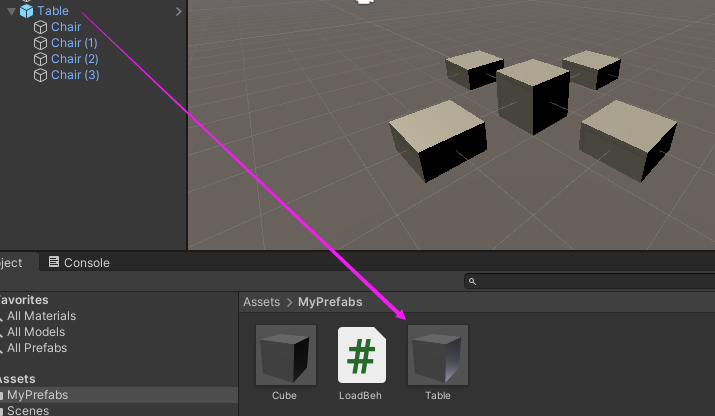 Table
Chair
Chair (1)
Chair (2)
Chair (3)
ject
Console
avorites
All Materials
All Models
All Prefabs
Assets > MyPrefabs
ssets
MyPrefabs
Scenes
#
Cube
LoadBeh
Table